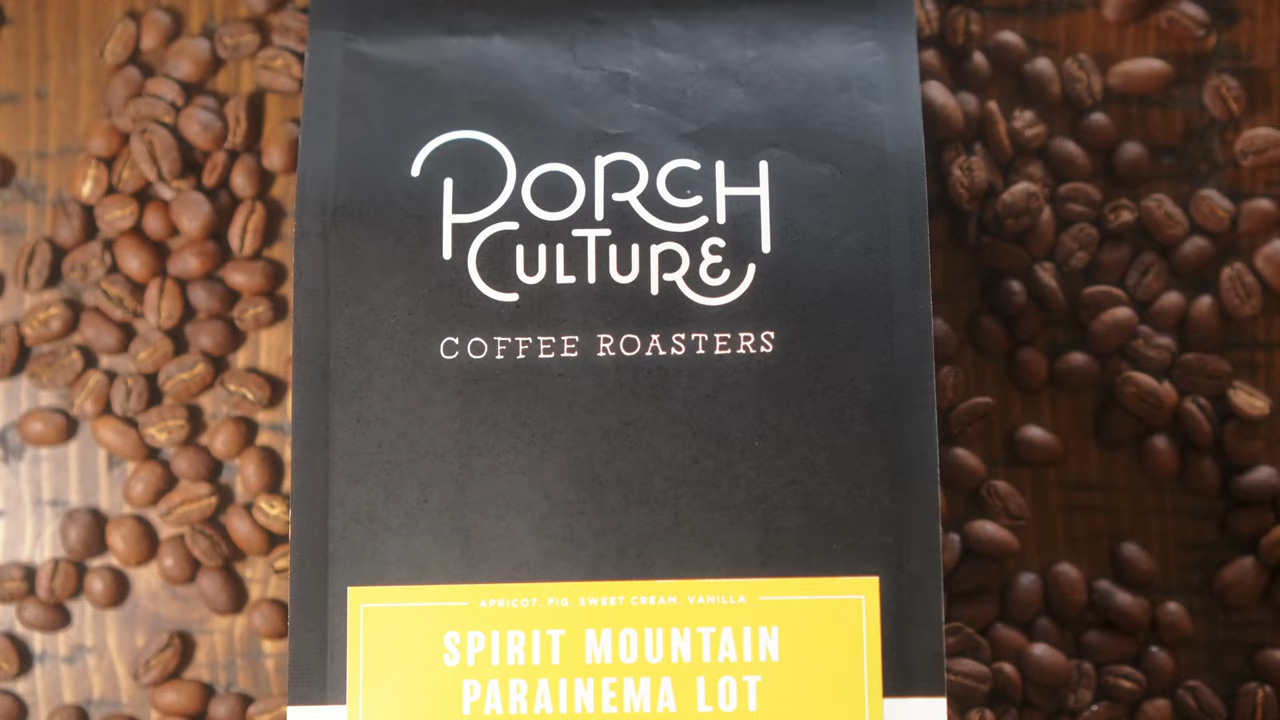 PORCH
CULTURE
COFFEE ROASTERS
APRICOT. FIG. SWEET CREAM. VANILLA
SPIRIT MOUNTAIN
PARAINEMA LOT